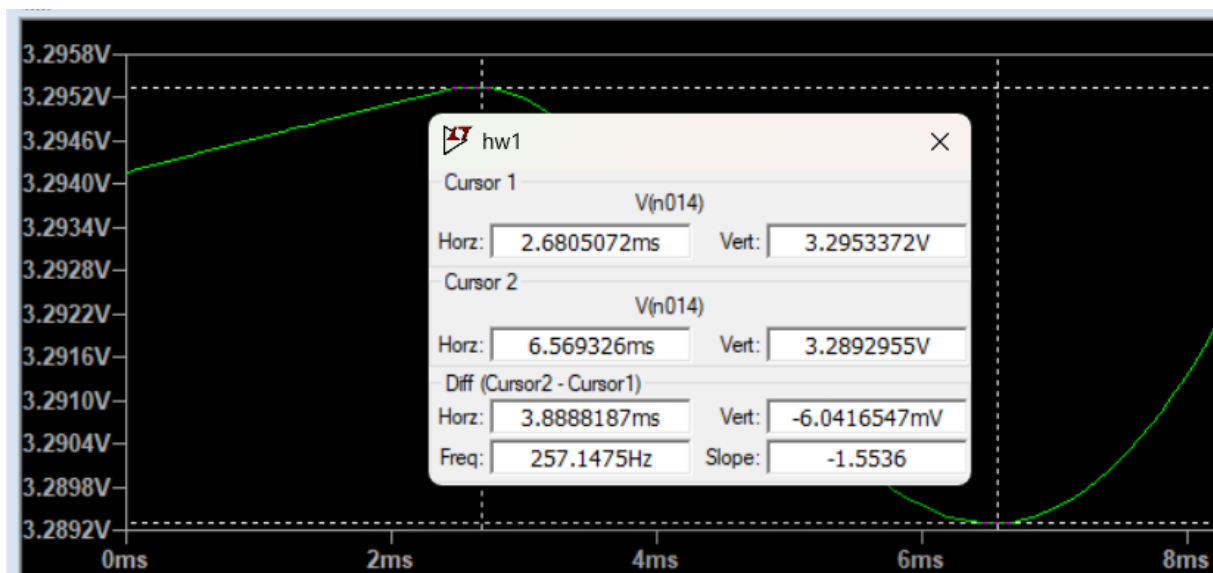 3.2958V
3.2952V
3.2946V
3.2940V
3.2934V
3.2928V
3.2922V
3.2916V
3.2910V
3.2904V
3.2898V
3.2892V
0ms 2ms 4ms 6ms 8ms
hw1
Cursor 1
V(n014)
Horz: 2.6805072ms Vert: 3.2953372V
Cursor 2
V(n014)
Horz: 6.569326ms Vert: 3.2892955V
Diff (Cursor2 - Cursor1)
Horz: 3.8888187ms Vert: -6.0416547mV
Freq: 257.1475Hz Slope: -1.5536